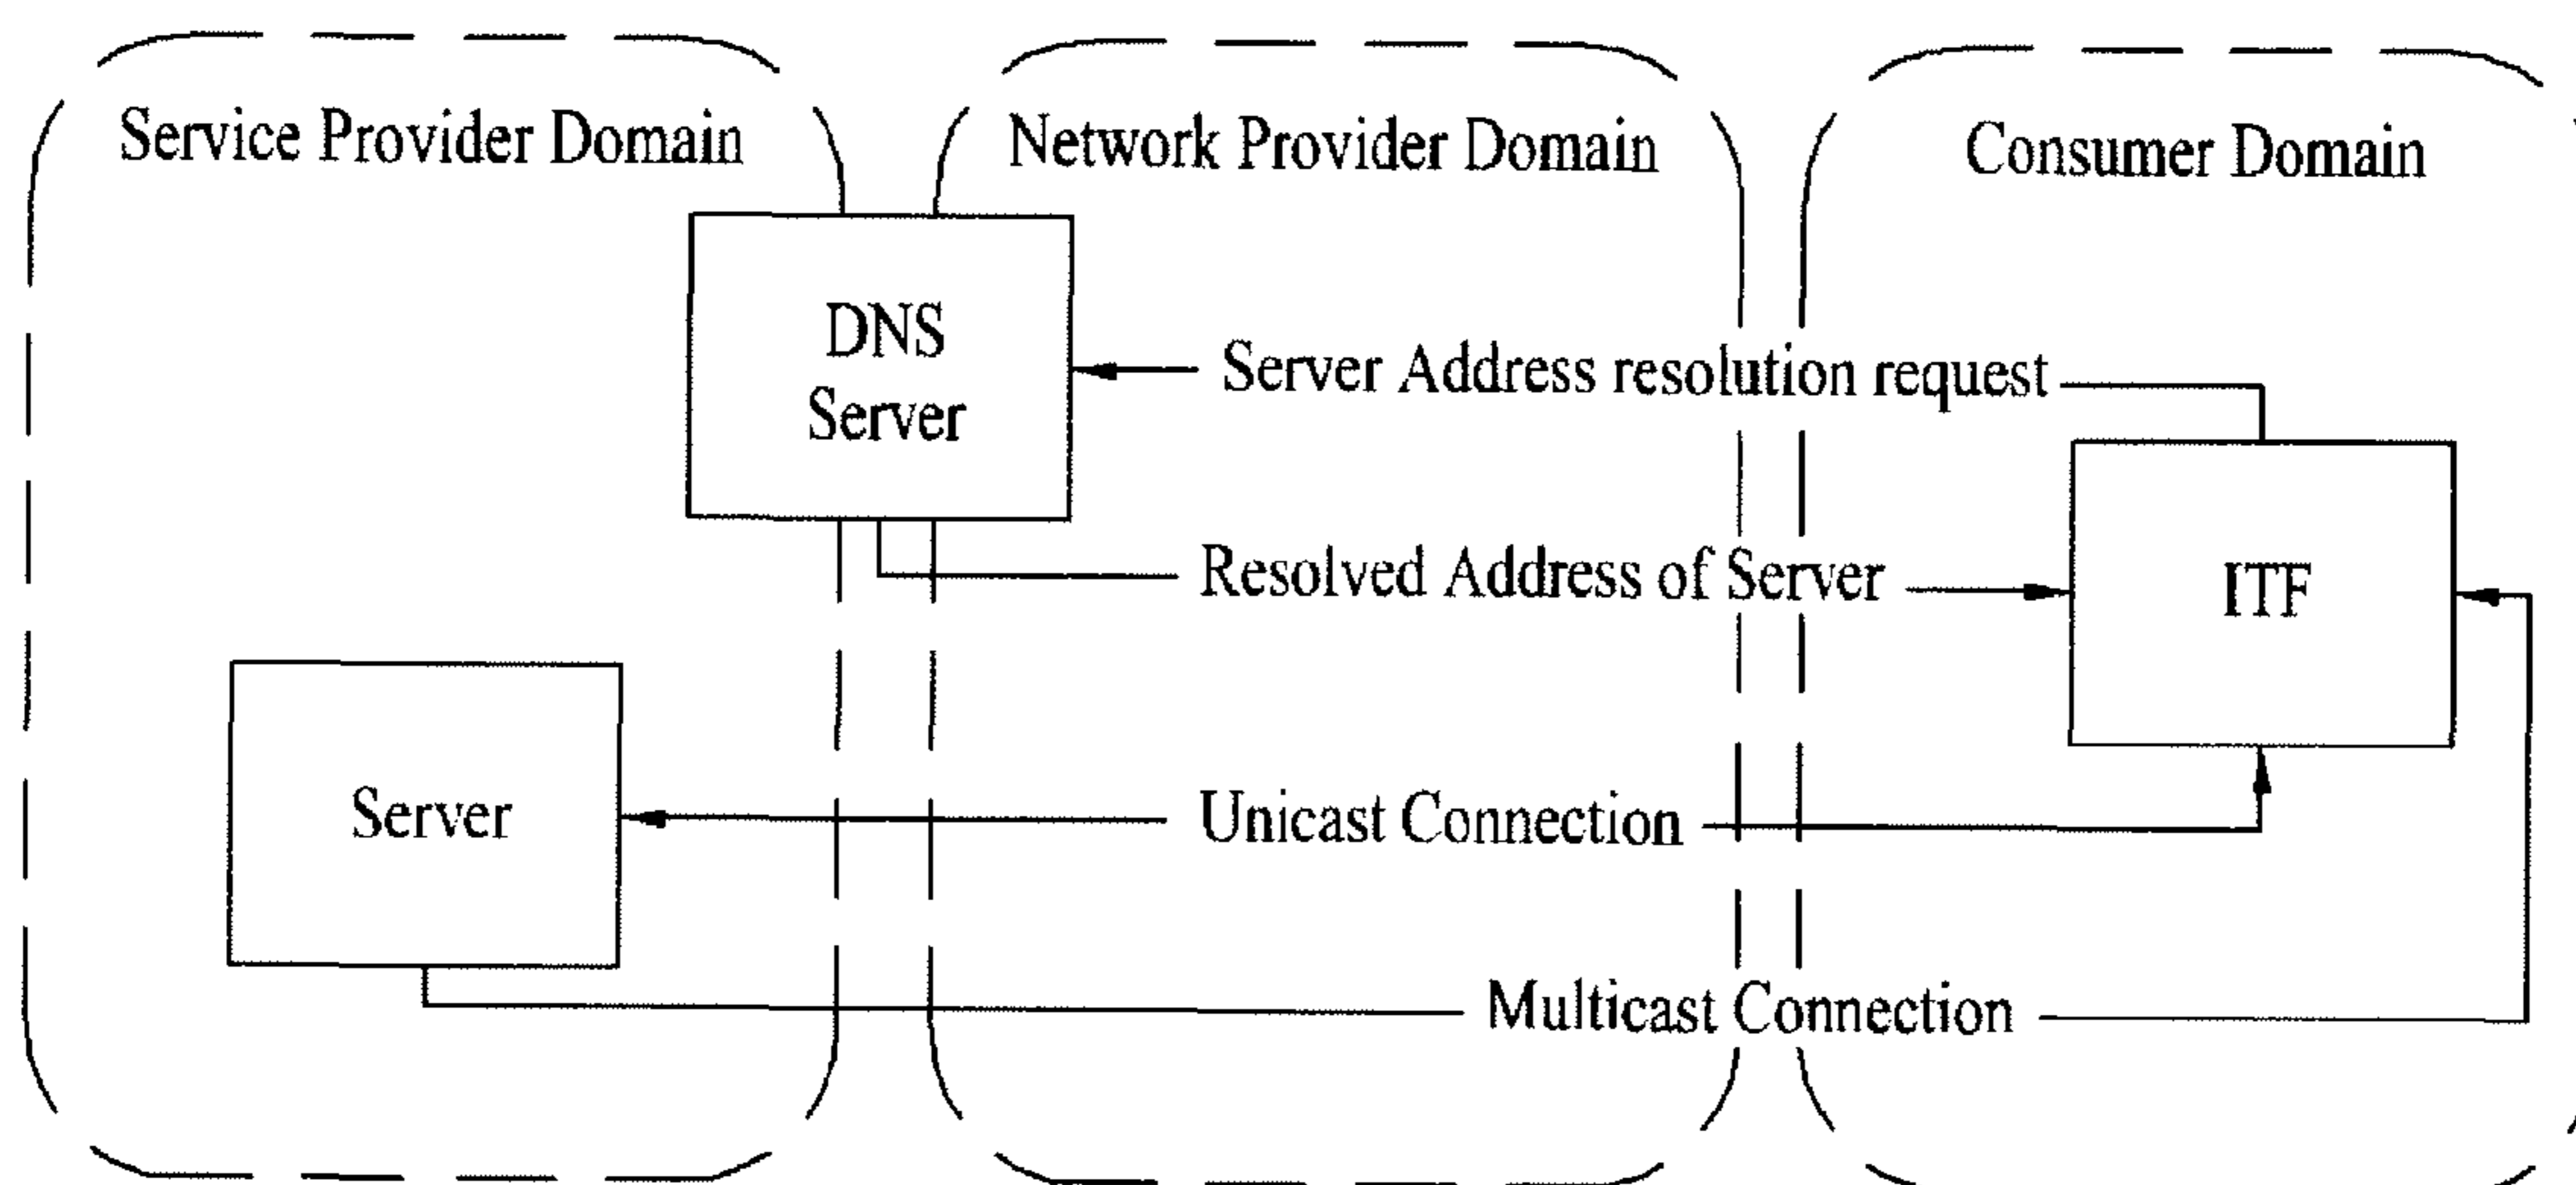 Service Provider Domain
Network Provider Domain
Consumer Domain
DNS
Server
Server Address resolution request
Resolved Address of Server
ITF
Server
Unicast Connection
Multicast Connection